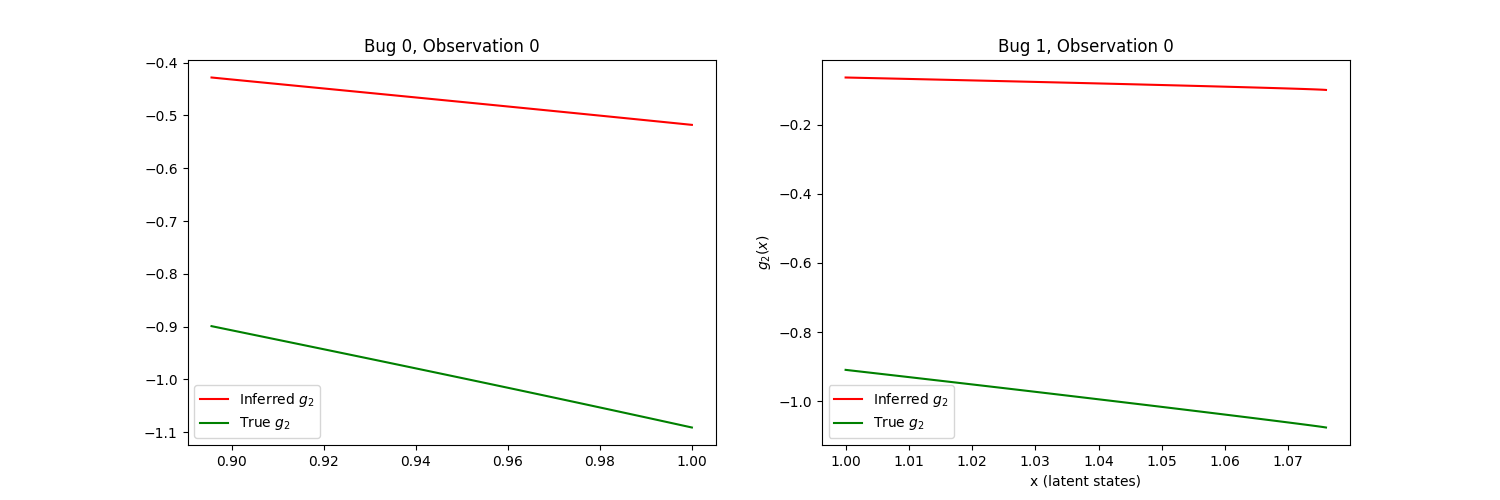 Bug 0, Observation 0
−0.4
−0.5
−0.6
−0.7
−0.8
−0.9
−1.0
−1.1
Inferred g₂
True g₂
0.90 0.92 0.94 0.96 0.98 1.00
Bug 1, Observation 0
g₂(x)
−0.2
−0.4
−0.6
−0.8
−1.0
Inferred g₂
True g₂
1.00 1.01 1.02 1.03 1.04 1.05 1.06 1.07
x (latent states)